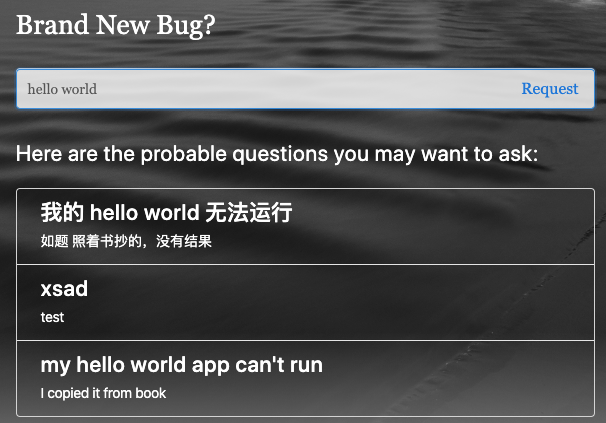 Brand New Bug?
hello world
Request
Here are the probable questions you may want to ask:
我的 hello world 无法运行
如题 照着书抄的，没有结果
xsad
test
my hello world app can't run
I copied it from book